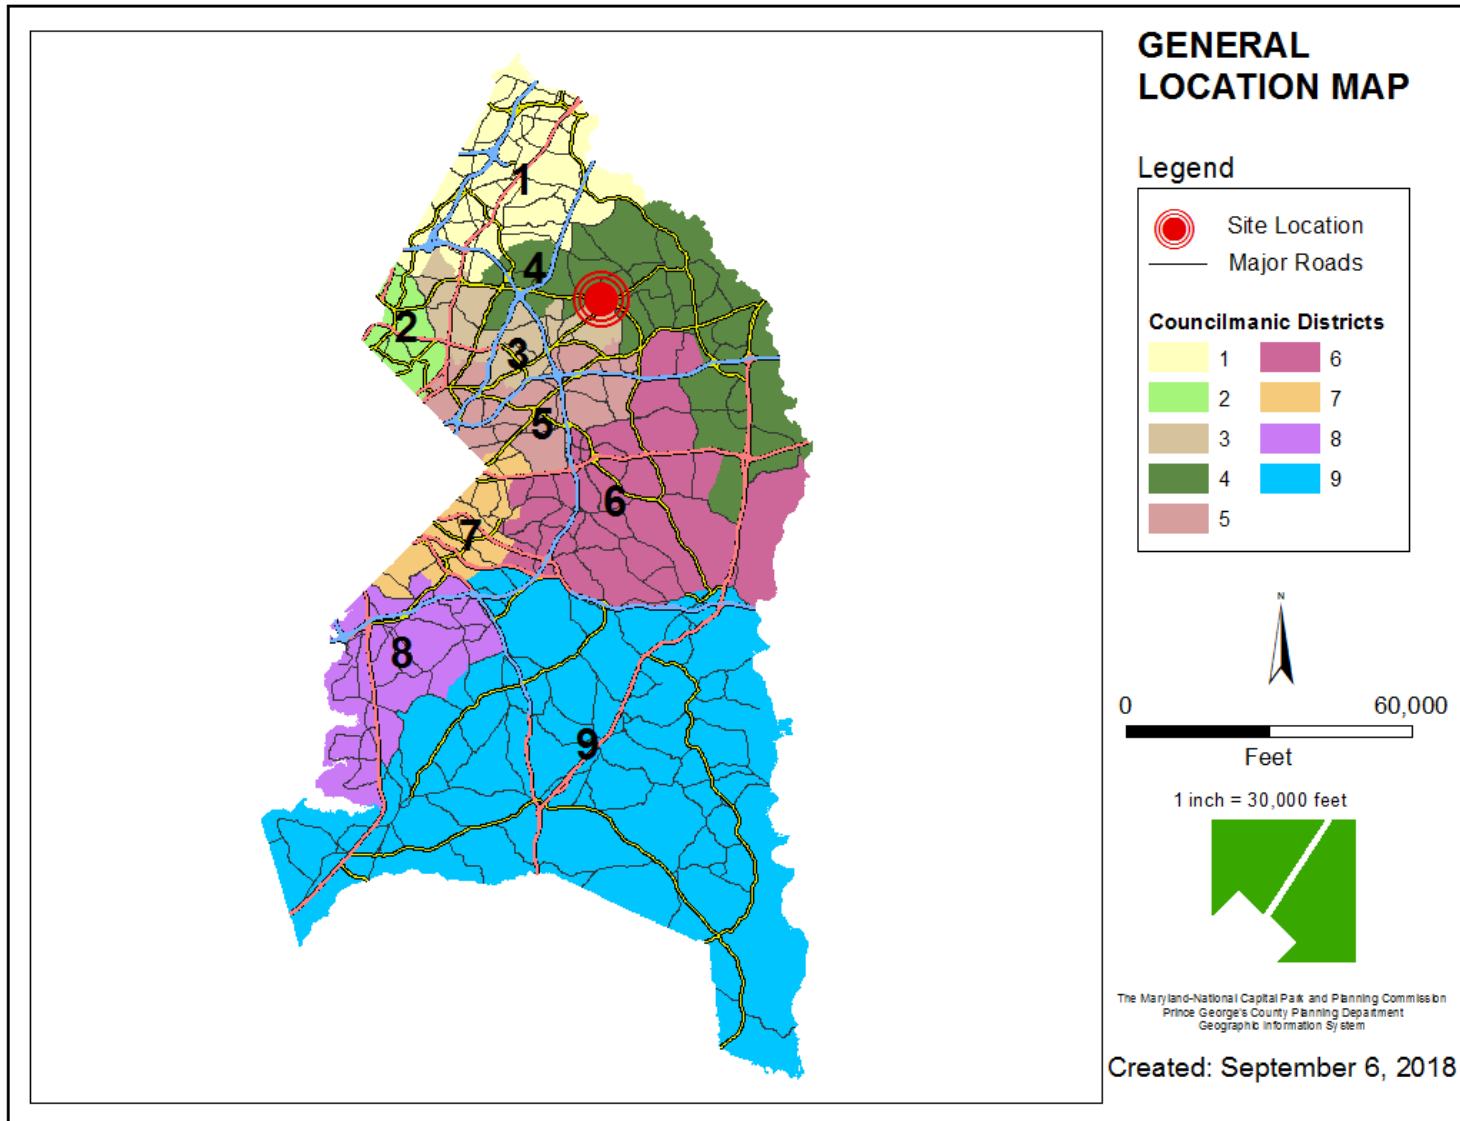 GENERAL
LOCATION MAP
Legend
Site Location
Major Roads
Councilmanic Districts
1 6
2 7
3 8
4 9
5
1
4
2
3
5
6
7
8
9
N
0 60,000
Feet
1 inch = 30,000 feet
The Maryland-National Capital Park and Planning Commission
Prince George's County Planning Department
Geographic Information System
Created: September 6, 2018